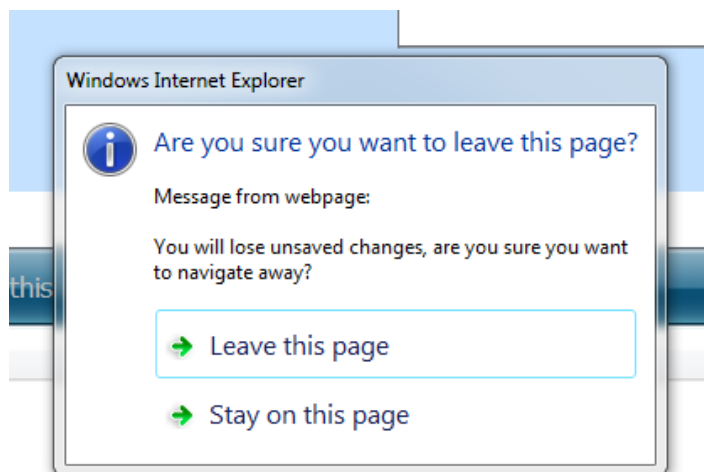 Windows Internet Explorer
Are you sure you want to leave this page?
Message from webpage:
You will lose unsaved changes, are you sure you want
to navigate away?
this
Leave this page
Stay on this page